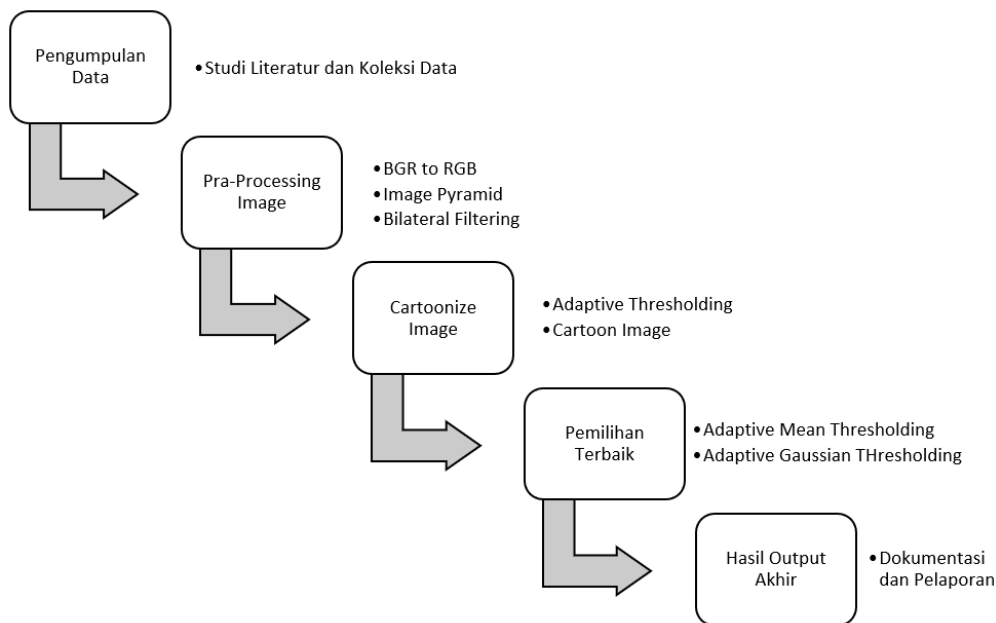 Pengumpulan
Data
•Studi Literatur dan Koleksi Data
Pra-Processing
Image
•BGR to RGB
•Image Pyramid
•Bilateral Filtering
Cartoonize
Image
•Adaptive Thresholding
•Cartoon Image
Pemilihan
Terbaik
•Adaptive Mean Thresholding
•Adaptive Gaussian THresholding
Hasil Output
Akhir
•Dokumentasi
dan Pelaporan